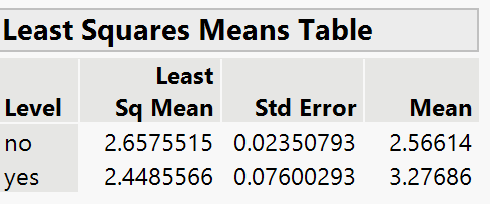 Least Squares Means Table
Least
Level Sq Mean Std Error Mean
no 2.6575515 0.02350793 2.56614
yes 2.4485566 0.07600293 3.27686